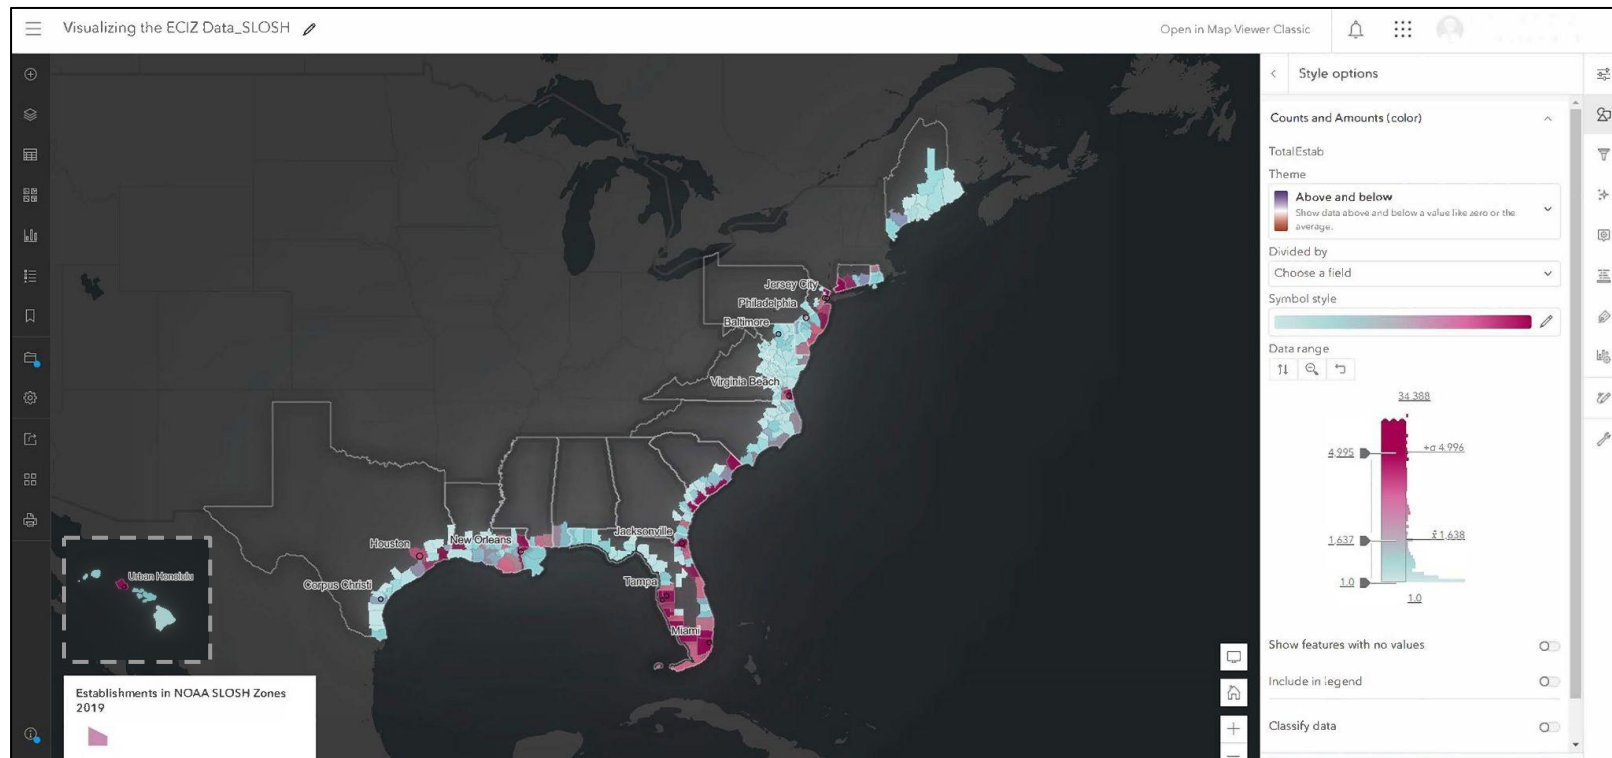 Visualizing the ECIZ Data_SLOSH
Open in Map Viewer Classic
Style options
Counts and Amounts (color)
TotalEstab
Theme
Above and below
Show data above and below a value like zero or the
average.
Divided by
Choose a field
Symbol style
Data range
34,388
4,995
+σ 4,996
1,637
x̄ 1,638
1.0
1.0
Show features with no values
Include in legend
Classify data
Jersey City
Philadelphia
Baltimore
Virginia Beach
Jacksonville
New Orleans
Houston
Corpus Christi
Tampa
Miami
Urban Honolulu
Establishments in NOAA SLOSH Zones
2019